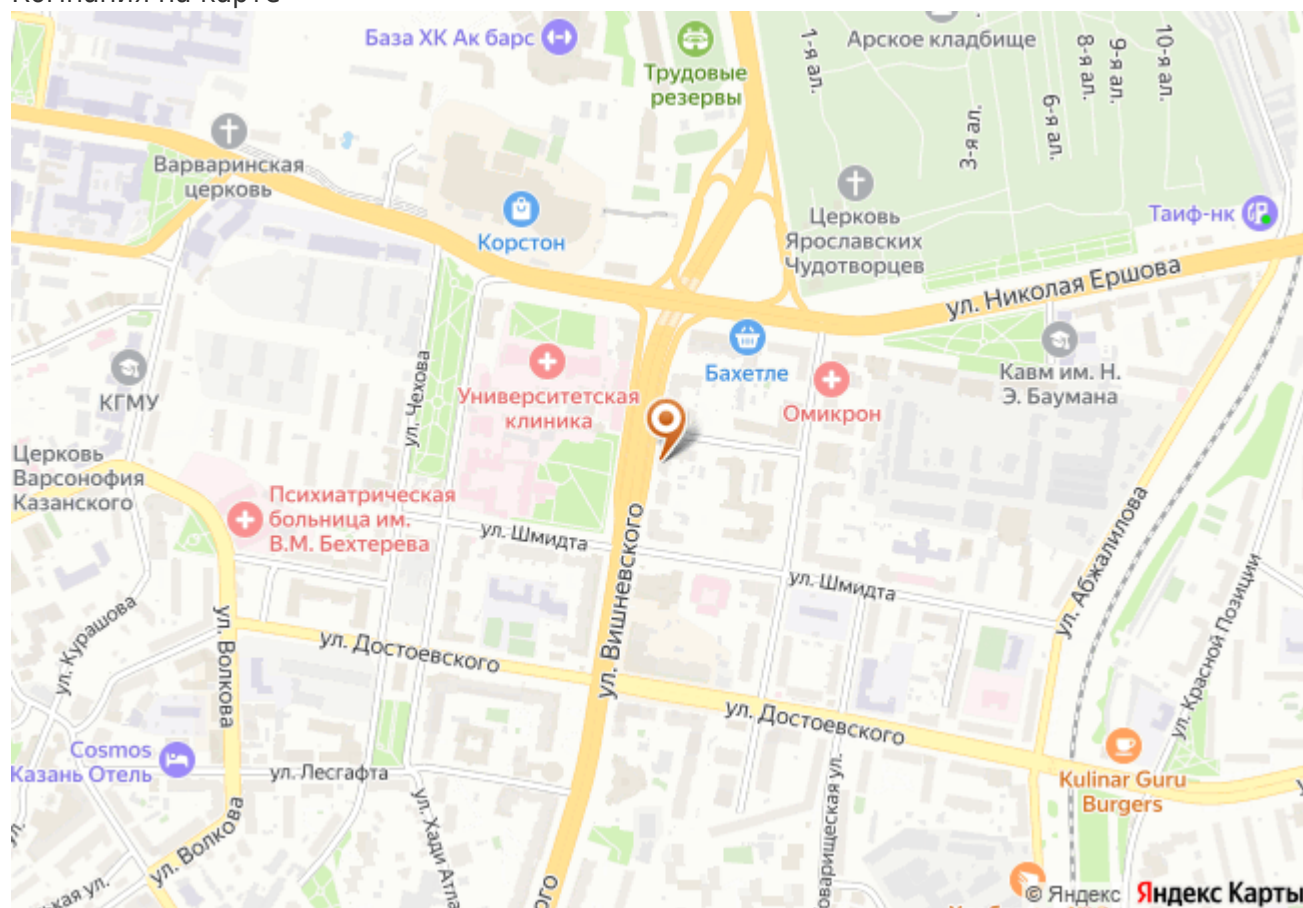 Компания на карте
База ХК Ак барс
Трудовые
резервы
Арское кладбище
1-я ал.
3-я ал.
6-я ал.
8-я ал.
9-я ал.
10-я ал.
Варваринская
церковь
Корстон
Церковь
Ярославских
Чудотворцев
Таиф-нк
ул. Николая Ершова
КГМУ
ул. Чехова
Университетская
клиника
Бахетле
Омикрон
Кавм им. Н.
Э. Баумана
Церковь
Варсонофия
Казанского
Психиатрическая
больница им.
В.М. Бехтерева
ул. Шмидта
ул. Вишневского
ул. Шмидта
ул. Абжалилова
ул. Красной Позиции
ул. Курашова
ул. Волкова
ул. Достоевского
ул. Достоевского
Cosmos
Казань Отель
ул. Лесгафта
ул. Волкова
ул. Хади
Kulinar Guru
Burgers
© Яндекс Яндекс Карты